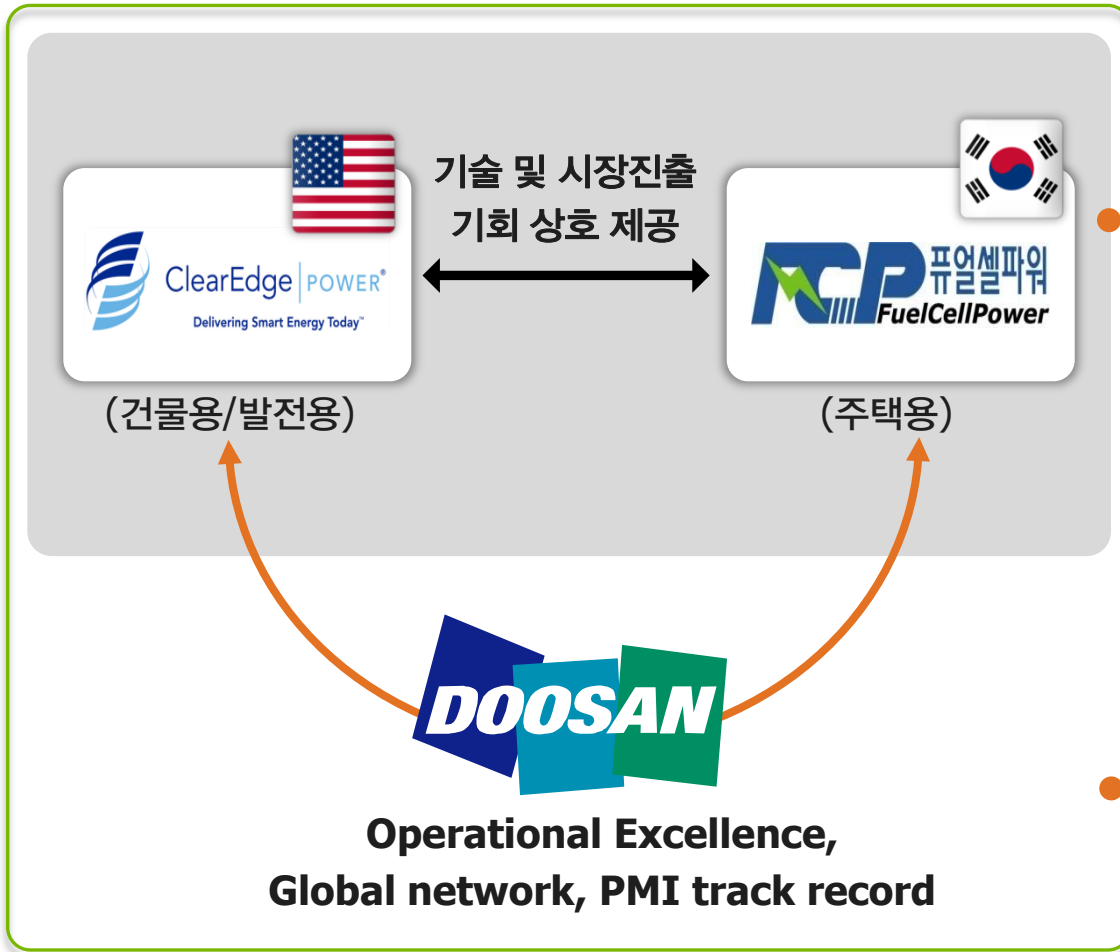 기술 및 시장진출
기회 상호 제공
ClearEdge POWER®
Delivering Smart Energy Today™
FCP 퓨얼셀파워
FuelCellPower
(건물용/발전용)
(주택용)
DOOSAN
Operational Excellence,
Global network, PMI track record